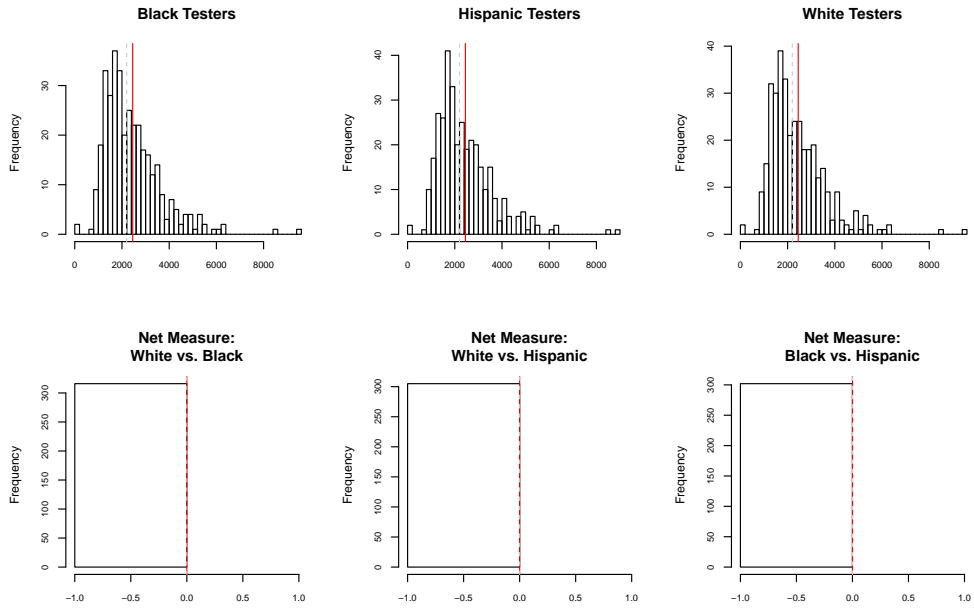 Black Testers
Frequency
0 10 20 30
0 2000 4000 6000 8000
Hispanic Testers
Frequency
0 10 20 30 40
0 2000 4000 6000 8000
White Testers
Frequency
0 10 20 30 40
0 2000 4000 6000 8000
Net Measure:
White vs. Black
Frequency
0 50 100 150 200 250 300
−1.0 −0.5 0.0 0.5 1.0
Net Measure:
White vs. Hispanic
Frequency
0 50 100 150 200 250 300
−1.0 −0.5 0.0 0.5 1.0
Net Measure:
Black vs. Hispanic
Frequency
0 50 100 150 200 250 300
−1.0 −0.5 0.0 0.5 1.0